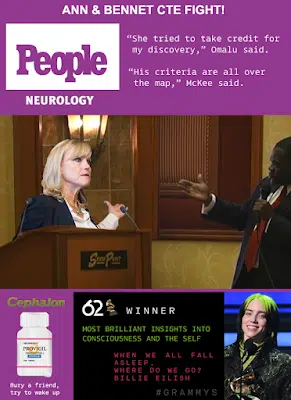 ANN & BENNET CTE FIGHT!
People
NEUROLOGY
“She tried to take credit for
my discovery,” Omalu said.
“His criteria are all over
the map,” McKee said.
Cephalon
PROVIGIL
Bury a friend,
try to wake up
62 WINNER
MOST BRILLIANT INSIGHTS INTO
CONSCIOUSNESS AND THE SELF
WHEN WE ALL FALL
ASLEEP,
WHERE DO WE GO?
BILLIE EILISH
#GRAMMYS